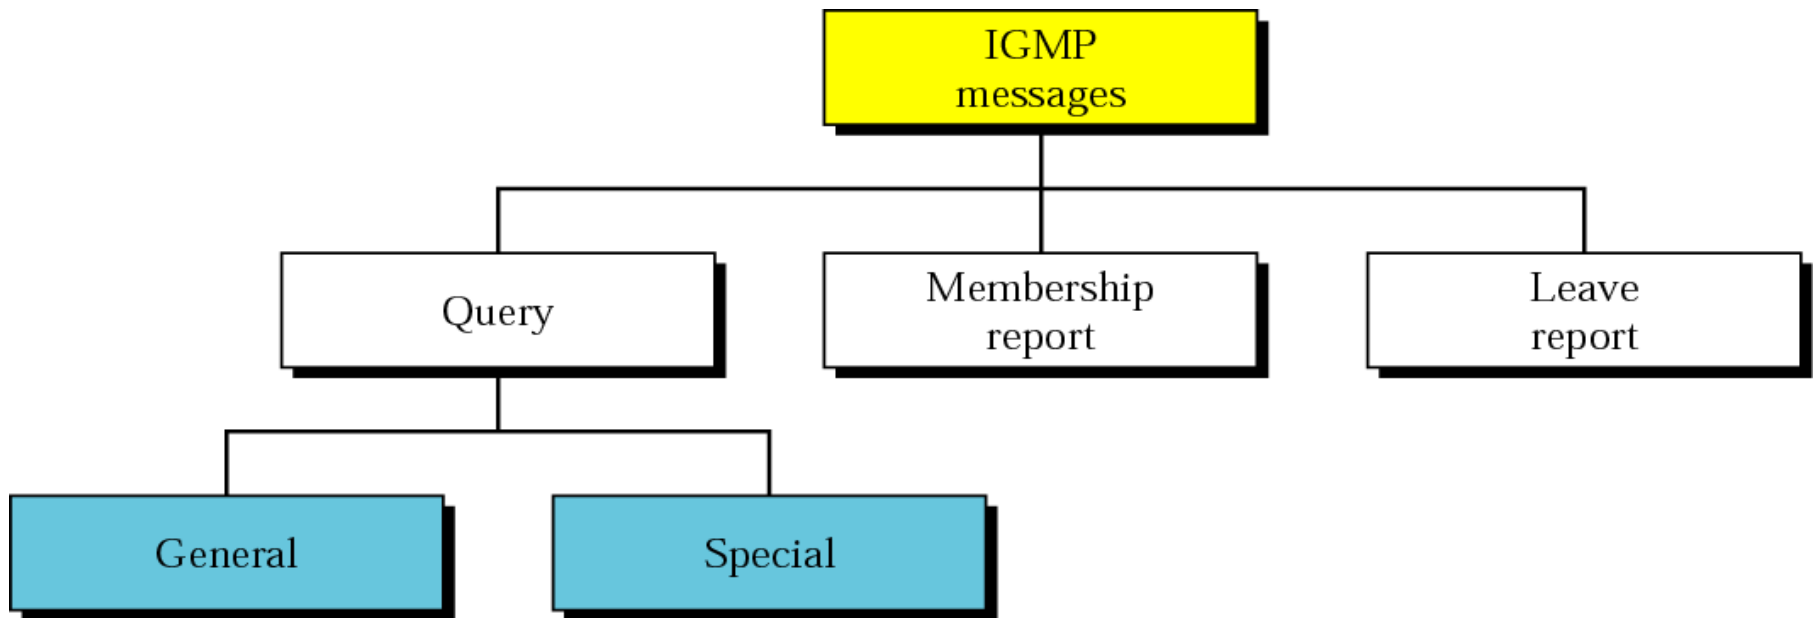 IGMP
messages
Query
Membership
report
Leave
report
General
Special